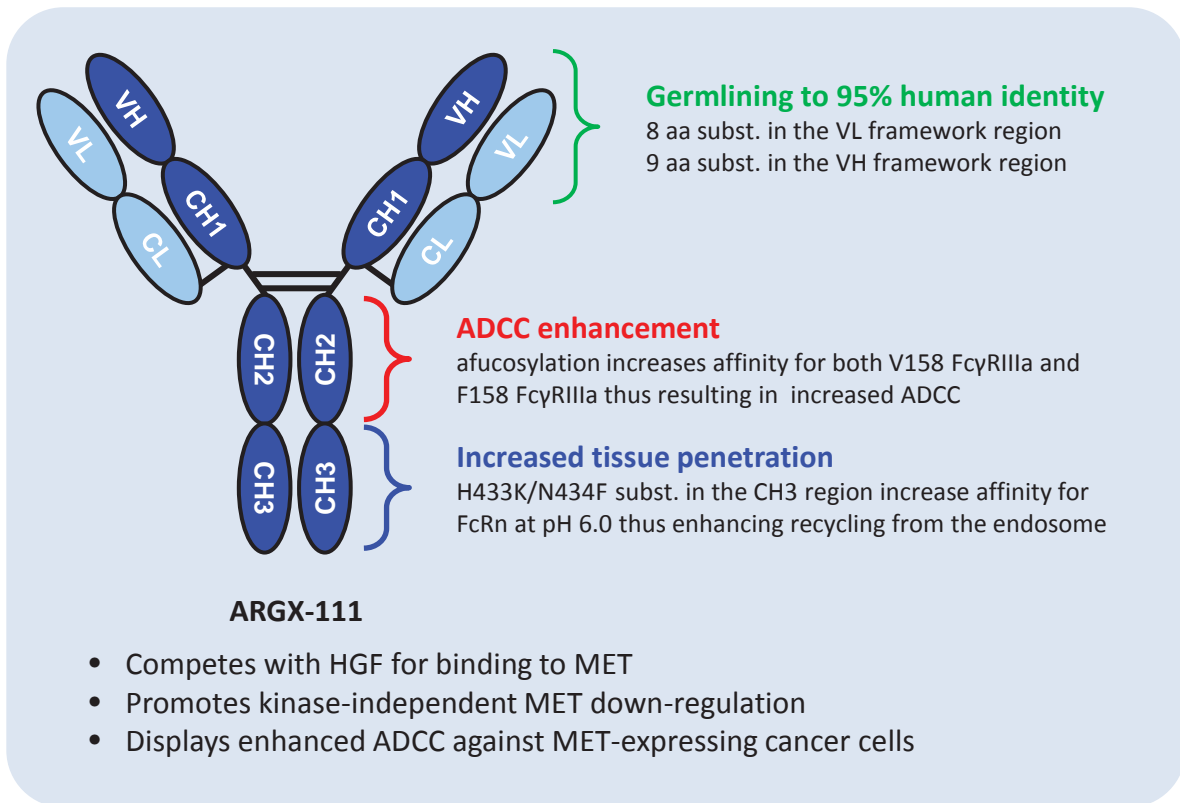 VH
VL
CH1
CL
VH
VL
CH1
CL
CH2
CH2
CH3
CH3
Germlining to 95% human identity
8 aa subst. in the VL framework region
9 aa subst. in the VH framework region
ADCC enhancement
afucosylation increases affinity for both V158 FcγRIIIa and
F158 FcγRIIIa thus resulting in  increased ADCC
Increased tissue penetration
H433K/N434F subst. in the CH3 region increase affinity for
FcRn at pH 6.0 thus enhancing recycling from the endosome
ARGX-111
• Competes with HGF for binding to MET
• Promotes kinase-independent MET down-regulation
• Displays enhanced ADCC against MET-expressing cancer cells